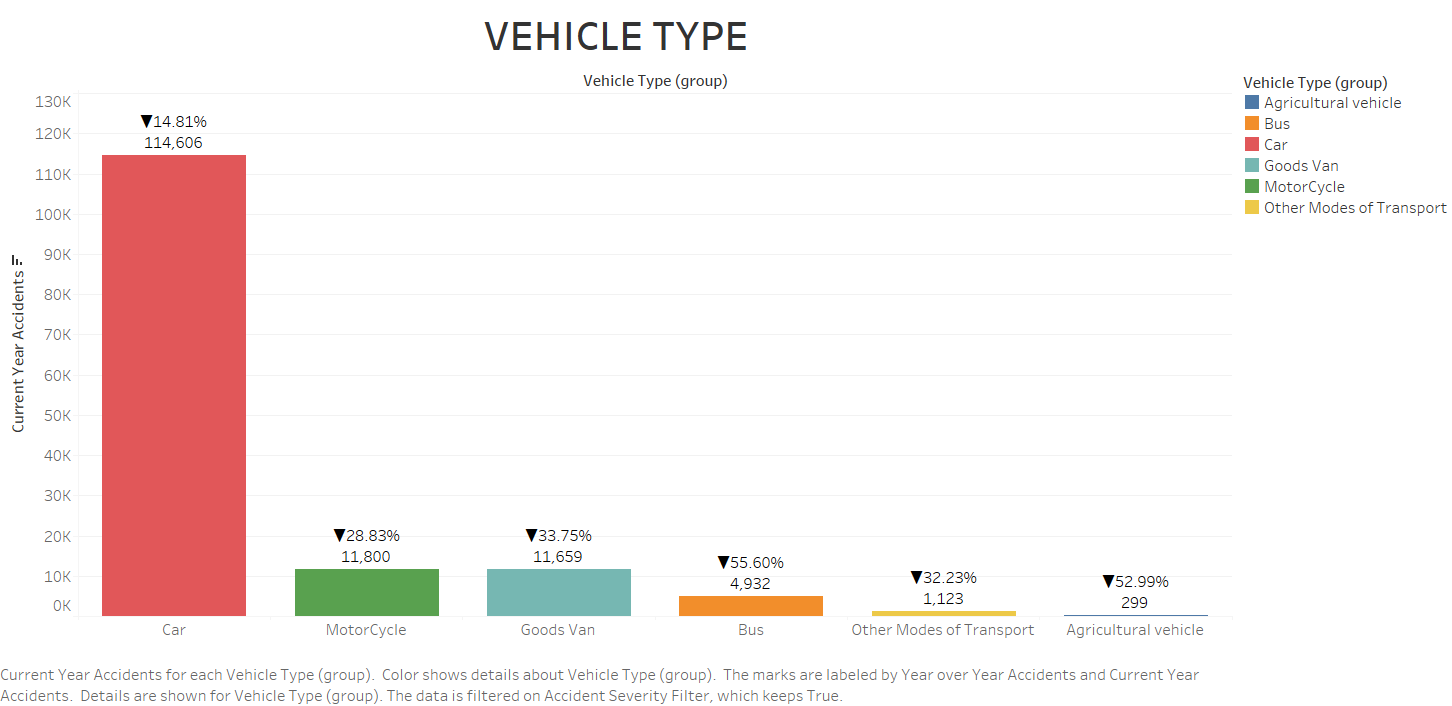 VEHICLE TYPE
Vehicle Type (group)
Current Year Accidents
130K
120K
110K
100K
90K
80K
70K
60K
50K
40K
30K
20K
10K
0K
▼14.81%
114,606
▼28.83%
11,800
▼33.75%
11,659
▼55.60%
4,932
▼32.23%
1,123
▼52.99%
299
Car
MotorCycle
Goods Van
Bus
Other Modes of Transport
Agricultural vehicle
Vehicle Type (group)
Agricultural vehicle
Bus
Car
Goods Van
MotorCycle
Other Modes of Transport
Current Year Accidents for each Vehicle Type (group).  Color shows details about Vehicle Type (group).  The marks are labeled by Year over Year Accidents and Current Year
Accidents.  Details are shown for Vehicle Type (group). The data is filtered on Accident Severity Filter, which keeps True.